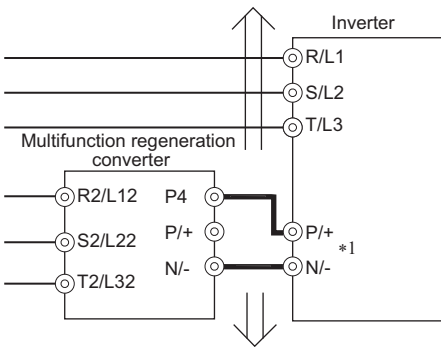 Inverter
R/L1
S/L2
T/L3
Multifunction regeneration
converter
R2/L12 P4
S2/L22 P/+
T2/L32 N/-
P/+
*1
N/-